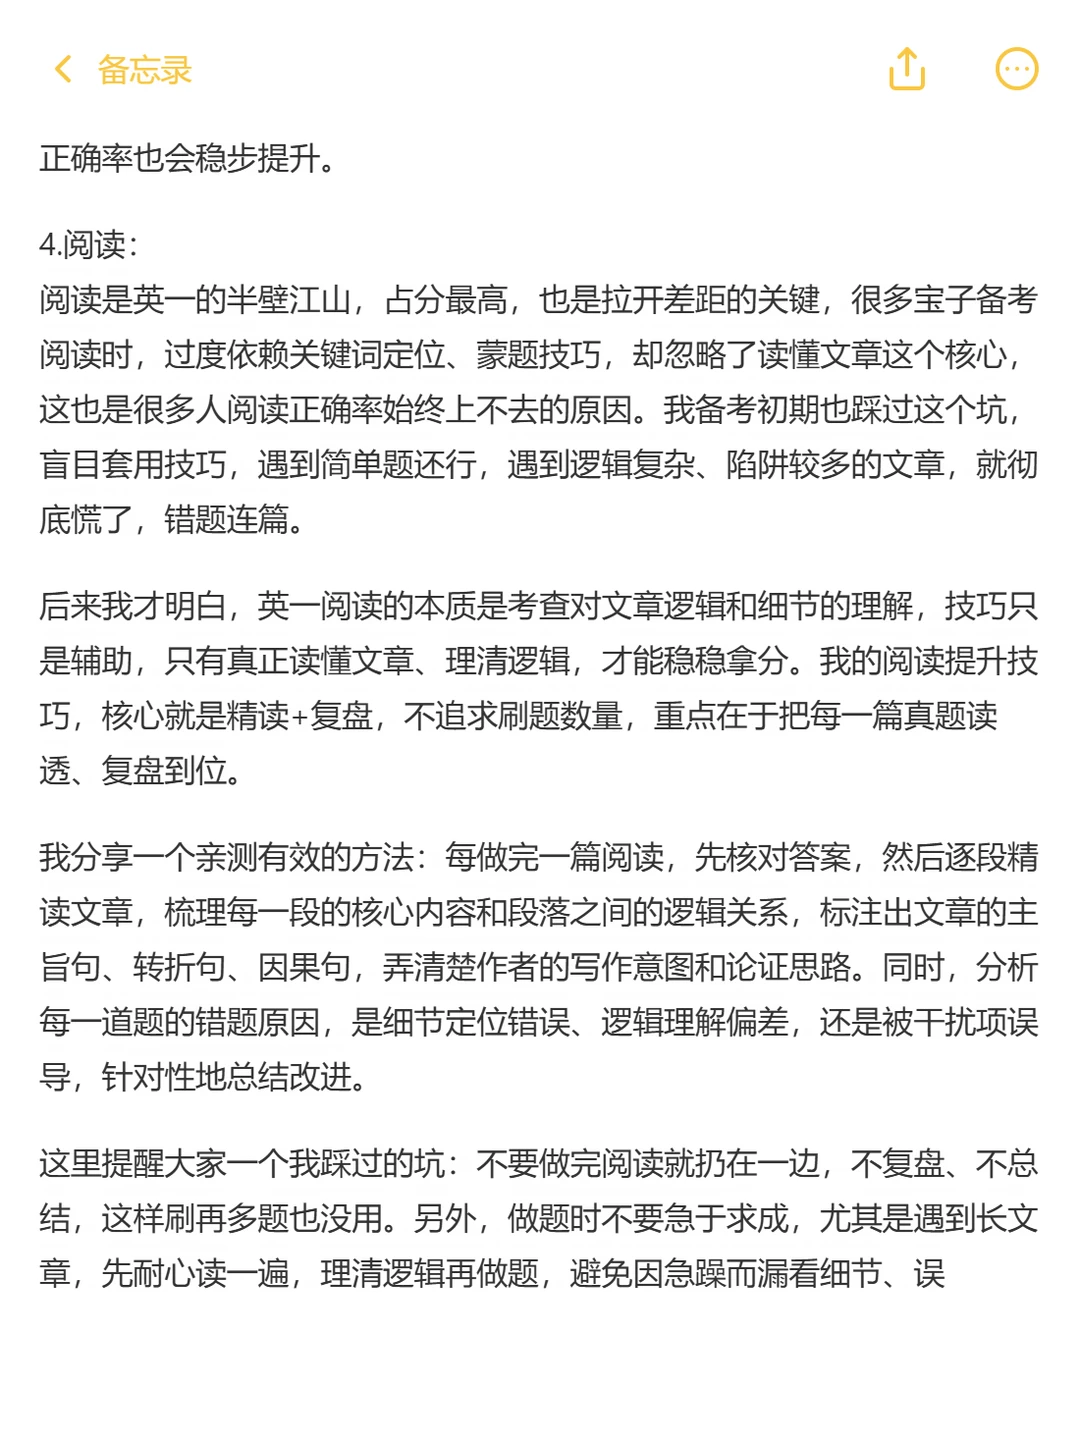 备忘录
正确率也会稳步提升。
4.阅读：
阅读是英一的半壁江山，占分最高，也是拉开差距的关键，很多宝子备考
阅读时，过度依赖关键词定位、蒙题技巧，却忽略了读懂文章这个核心，
这也是很多人阅读正确率始终上不去的原因。我备考初期也踩过这个坑，
盲目套用技巧，遇到简单题还行，遇到逻辑复杂、陷阱较多的文章，就彻
底慌了，错题连篇。
后来我才明白，英一阅读的本质是考查对文章逻辑和细节的理解，技巧只
是辅助，只有真正读懂文章、理清逻辑，才能稳稳拿分。我的阅读提升技
巧，核心就是精读+复盘，不追求刷题数量，重点在于把每一篇真题读
透、复盘到位。
我分享一个亲测有效的方法：每做完一篇阅读，先核对答案，然后逐段精
读文章，梳理每一段的核心内容和段落之间的逻辑关系，标注出文章的主
旨句、转折句、因果句，弄清楚作者的写作意图和论证思路。同时，分析
每一道题的错题原因，是细节定位错误、逻辑理解偏差，还是被干扰项误
导，针对性地总结改进。
这里提醒大家一个我踩过的坑：不要做完阅读就扔在一边，不复盘、不总
结，这样刷再多题也没用。另外，做题时不要急于求成，尤其是遇到长文
章，先耐心读一遍，理清逻辑再做题，避免因急躁而漏看细节、误